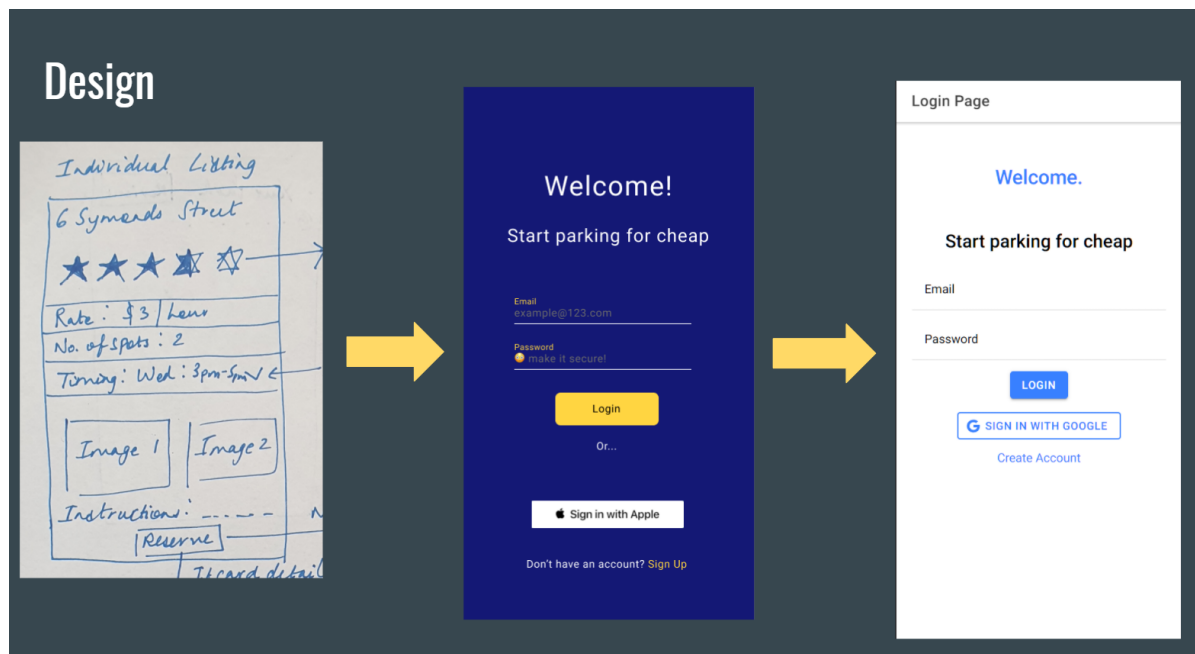 Design
Individual Listing
6 Symonds Street
Rate: $3 / hour
No. of spots: 2
Timing: Wed: 3pm-5pm
Image 1
Image 2
Instructions: ------
Reserve
card detail
Welcome!
Start parking for cheap
Email
example@123.com
Password
make it secure!
Login
Or...
Sign in with Apple
Don't have an account? Sign Up
Login Page
Welcome.
Start parking for cheap
Email
Password
LOGIN
SIGN IN WITH GOOGLE
Create Account